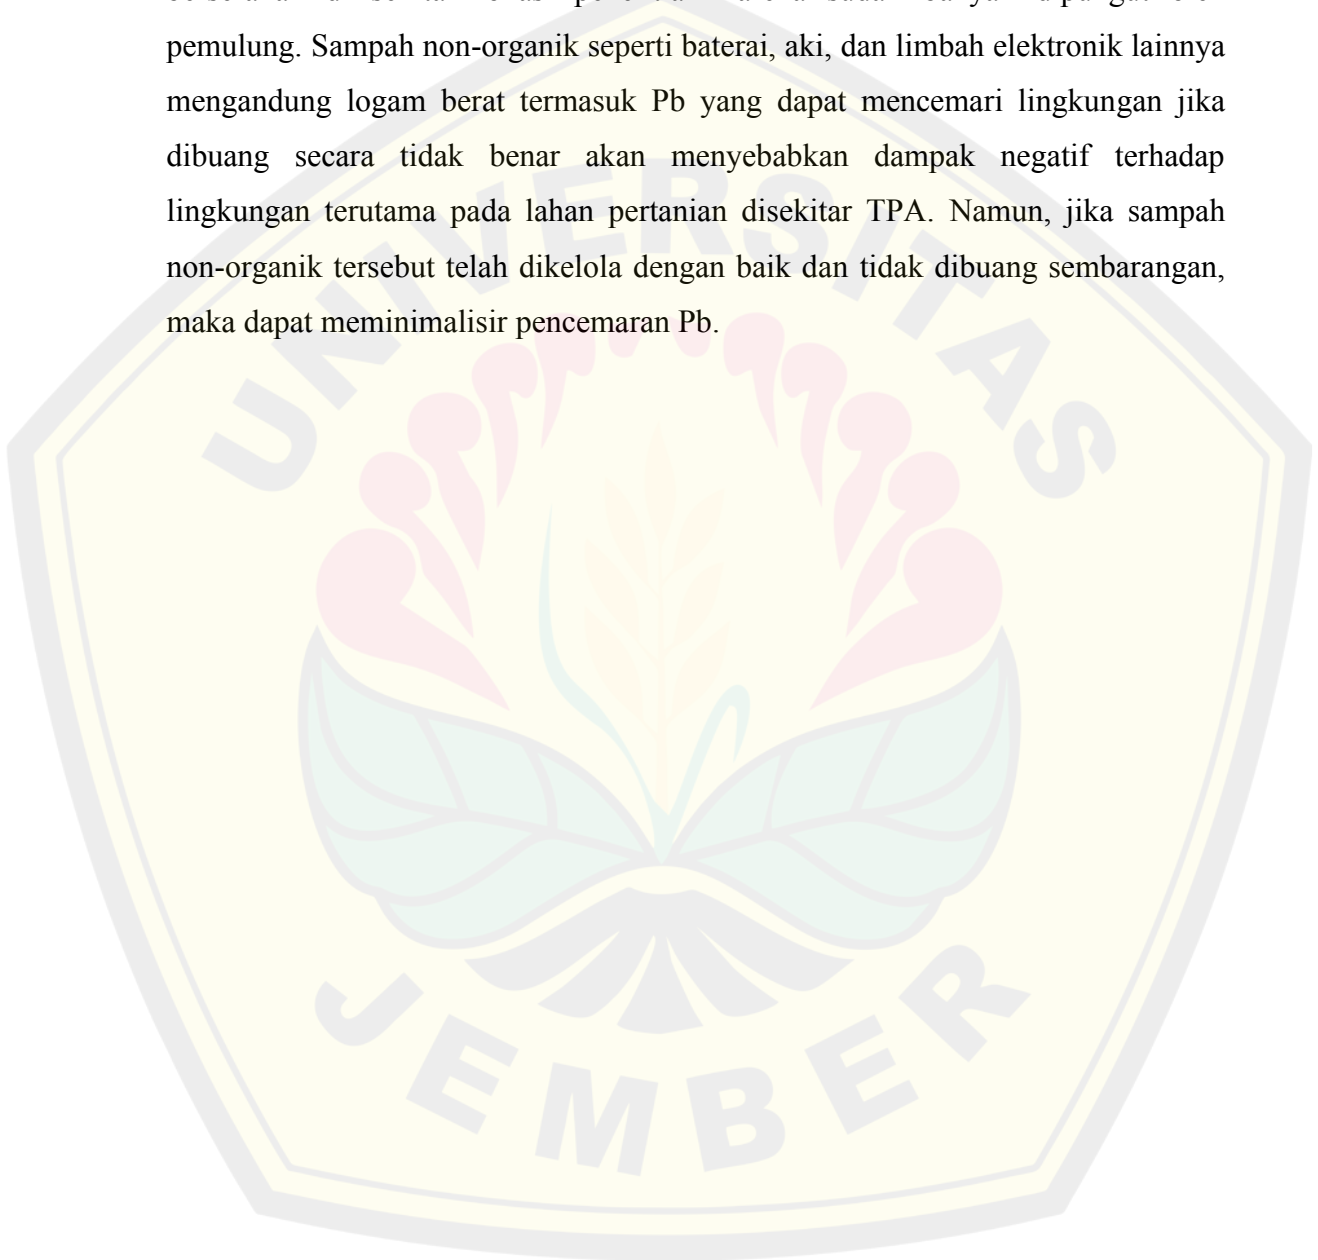 pemulung. Sampah non-organik seperti baterai, aki, dan limbah elektronik lainnya
mengandung logam berat termasuk Pb yang dapat mencemari lingkungan jika
dibuang secara tidak benar akan menyebabkan dampak negatif terhadap
lingkungan terutama pada lahan pertanian disekitar TPA. Namun, jika sampah
non-organik tersebut telah dikelola dengan baik dan tidak dibuang sembarangan,
maka dapat meminimalisir pencemaran Pb.
UNIVERSITAS
JEMBER